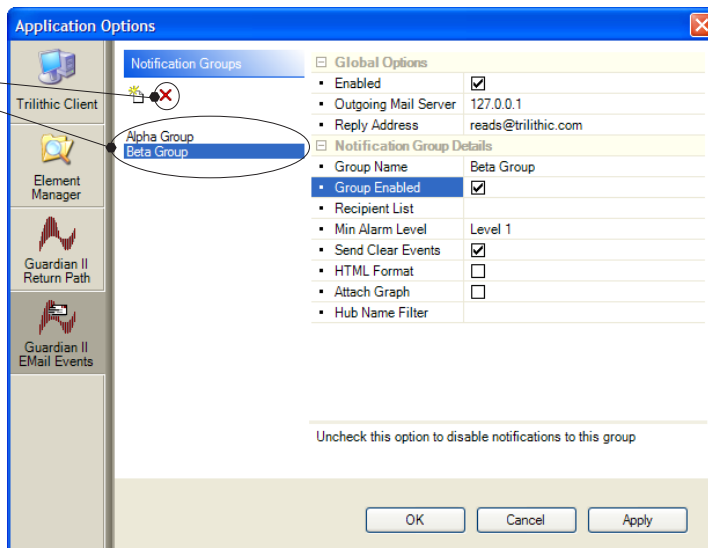 Application Options
Trilithic Client
Element
Manager
Guardian II
Return Path
Guardian II
EMail Events
Notification Groups
Alpha Group
Beta Group
Global Options
Enabled
Outgoing Mail Server 127.0.0.1
Reply Address reads@trilithic.com
Notification Group Details
Group Name Beta Group
Group Enabled
Recipient List
Min Alarm Level Level 1
Send Clear Events
HTML Format
Attach Graph
Hub Name Filter
Uncheck this option to disable notifications to this group
OK Cancel Apply